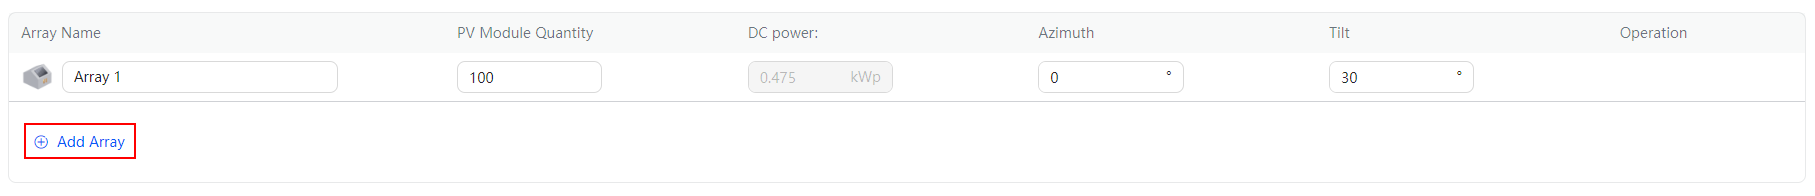 Array Name PV Module Quantity DC power: Azimuth Tilt Operation
Array 1 100 0.475 kWp 0 ° 30 °
Add Array